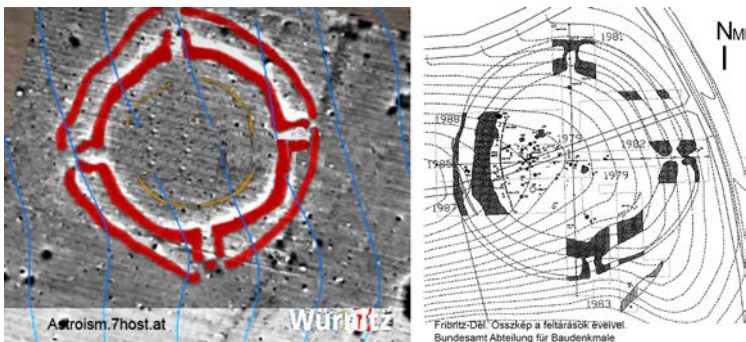 Astroism.7host.at
Würnitz
1981
N
1988
1979
1982
1985
1979
1987
1983
Fribritz-Dél. Összkép a feltárások éveivel.
Bundesamt Abteilung für Baudenkmale